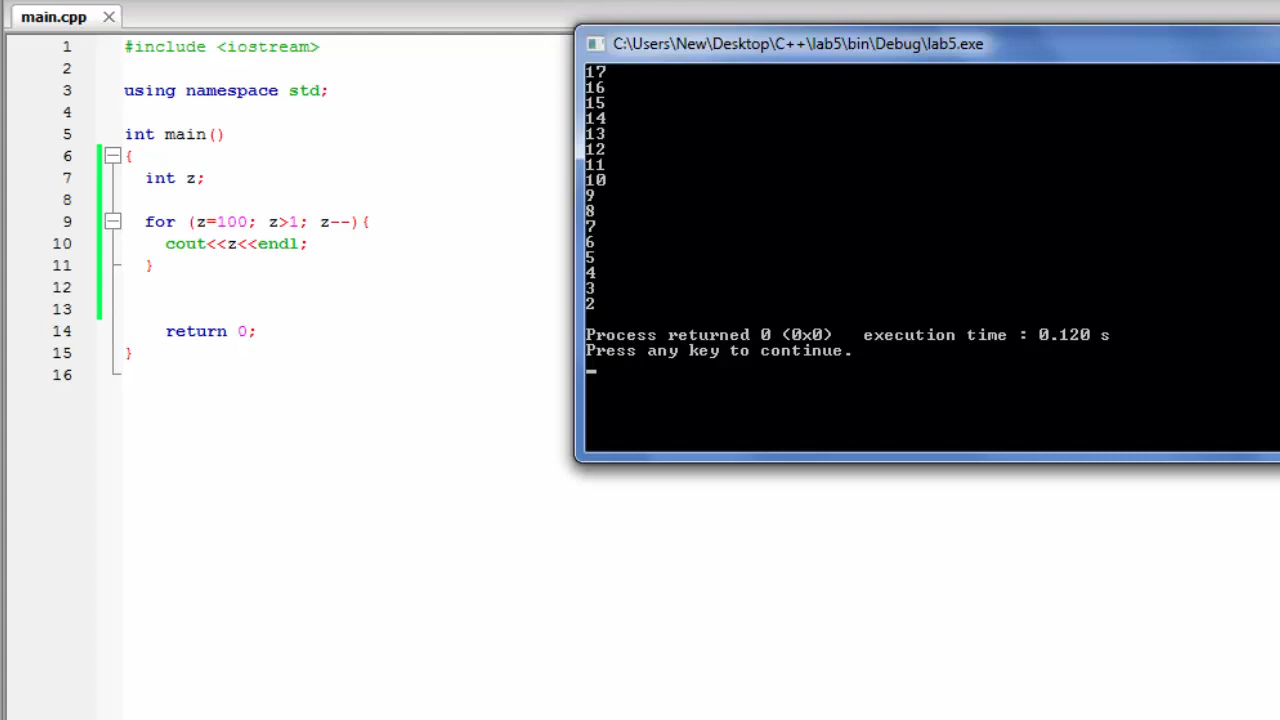 main.cpp
1 #include <iostream>
2
3 using namespace std;
4
5 int main()
6 {
7 int z;
8
9 for (z=100; z>1; z--){
10 cout<<z<<endl;
11 }
12
13
14 return 0;
15 }
16
C:\Users\New\Desktop\C++\lab5\bin\Debug\lab5.exe
17
16
15
14
13
12
11
10
9
8
7
6
5
4
3
2
Process returned 0 (0x0) execution time : 0.120 s
Press any key to continue.